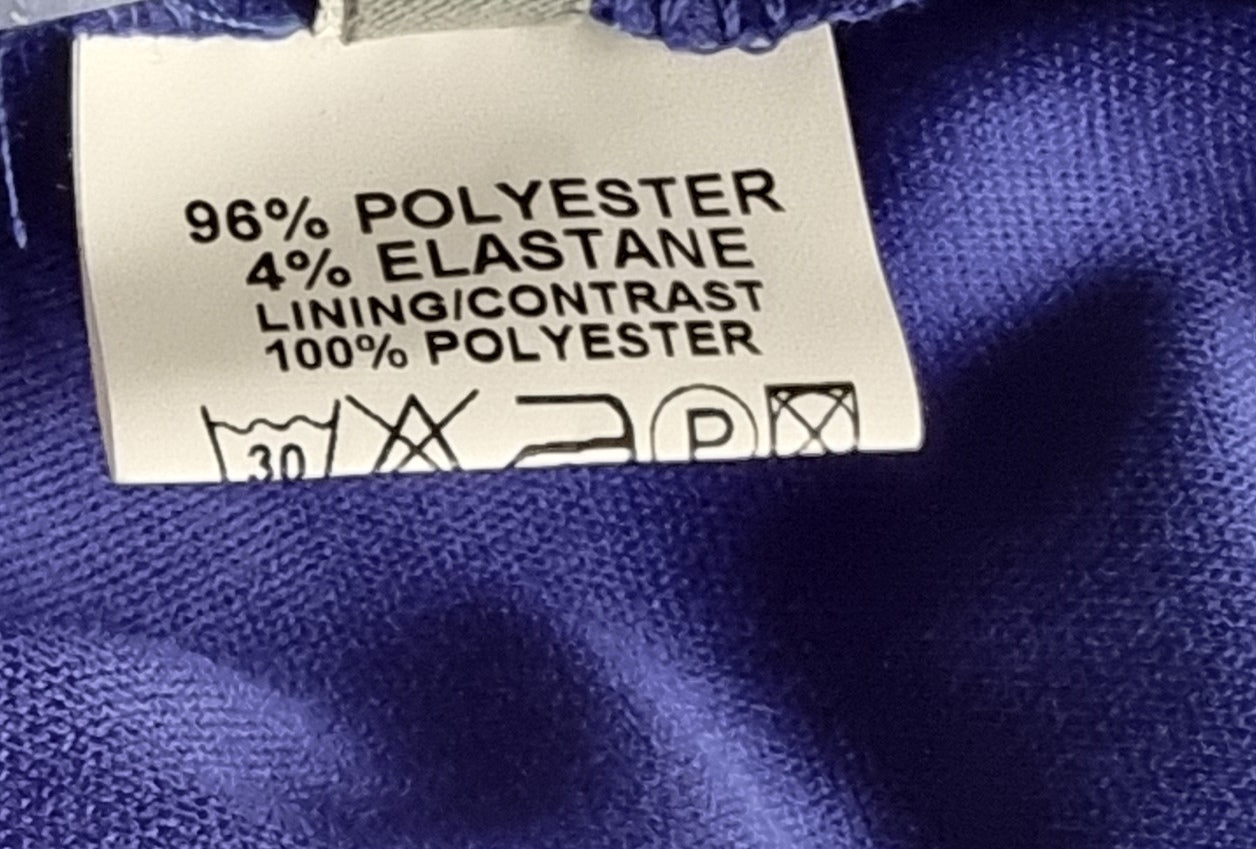 96% POLYESTER
4% ELASTANE
LINING/CONTRAST
100% POLYESTER
30 P